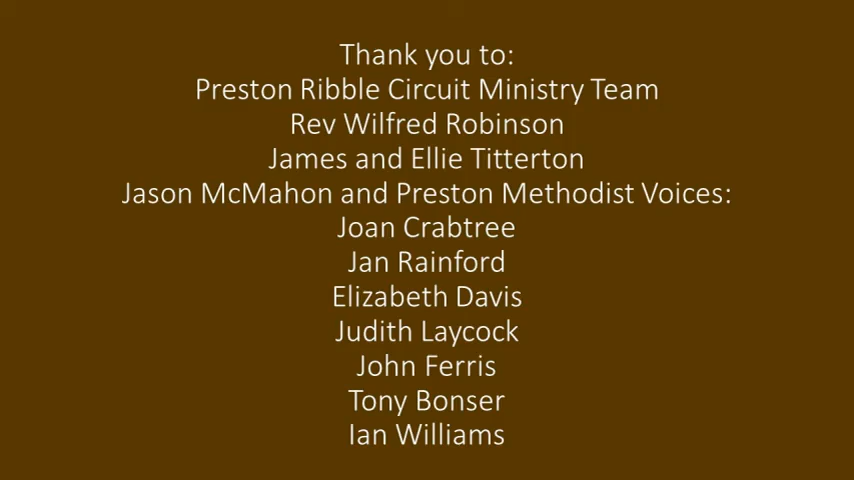 Thank you to:
Preston Ribble Circuit Ministry Team
Rev Wilfred Robinson
James and Ellie Titterton
Jason McMahon and Preston Methodist Voices:
Joan Crabtree
Jan Rainford
Elizabeth Davis
Judith Laycock
John Ferris
Tony Bonser
Ian Williams